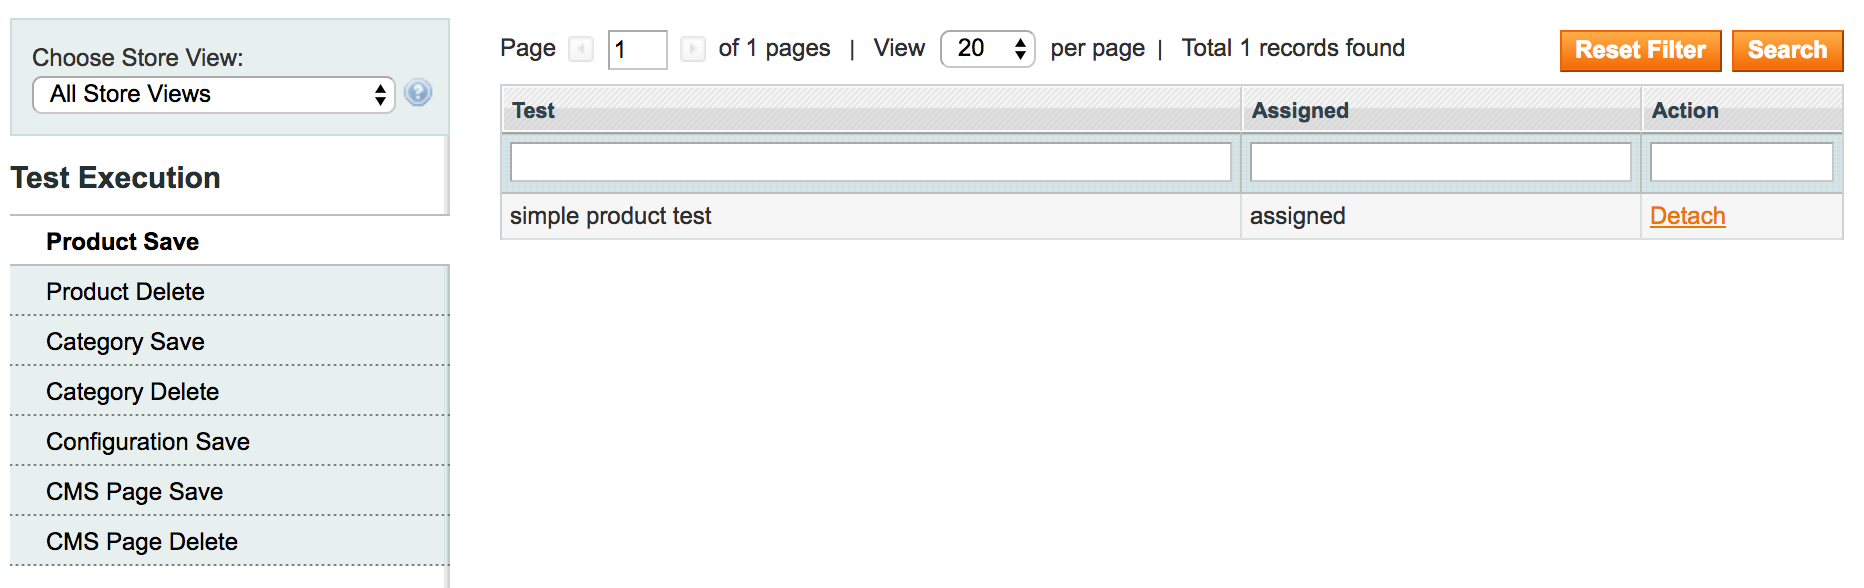 Choose Store View:
All Store Views
Test Execution
Product Save
Product Delete
Category Save
Category Delete
Configuration Save
CMS Page Save
CMS Page Delete
Page 1 of 1 pages | View 20 per page | Total 1 records found
Reset Filter Search
Test Assigned Action
simple product test assigned Detach